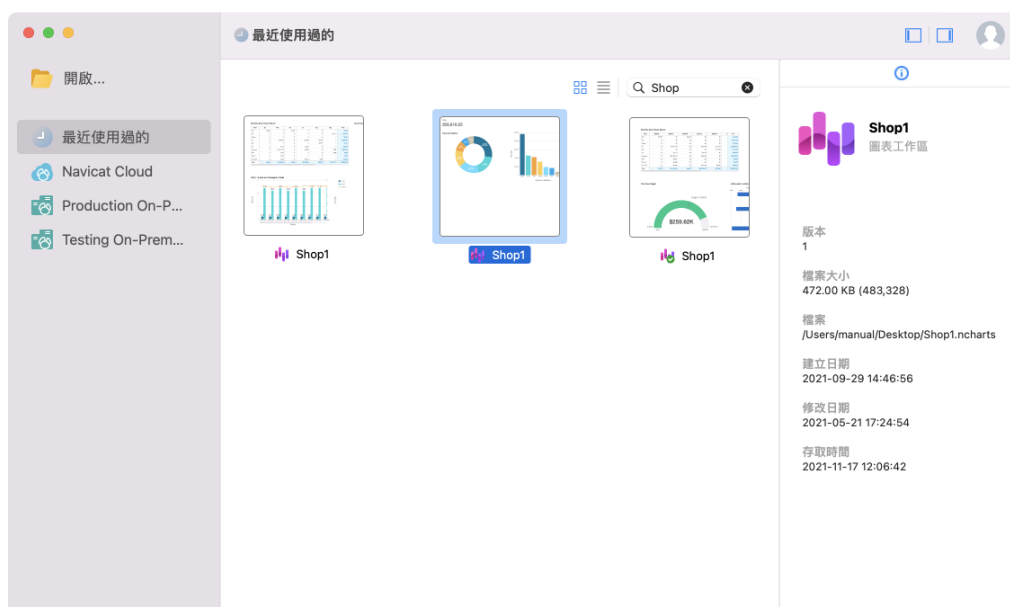 最近使用過的
開啟...
最近使用過的
Navicat Cloud
Production On-P...
Testing On-Prem...
Shop
Shop1
Shop1
$259.62K
Shop1
Shop1
圖表工作區
版本
1
檔案大小
472.00 KB (483,328)
檔案
/Users/manual/Desktop/Shop1.ncharts
建立日期
2021-09-29 14:46:56
修改日期
2021-05-21 17:24:54
存取時間
2021-11-17 12:06:42